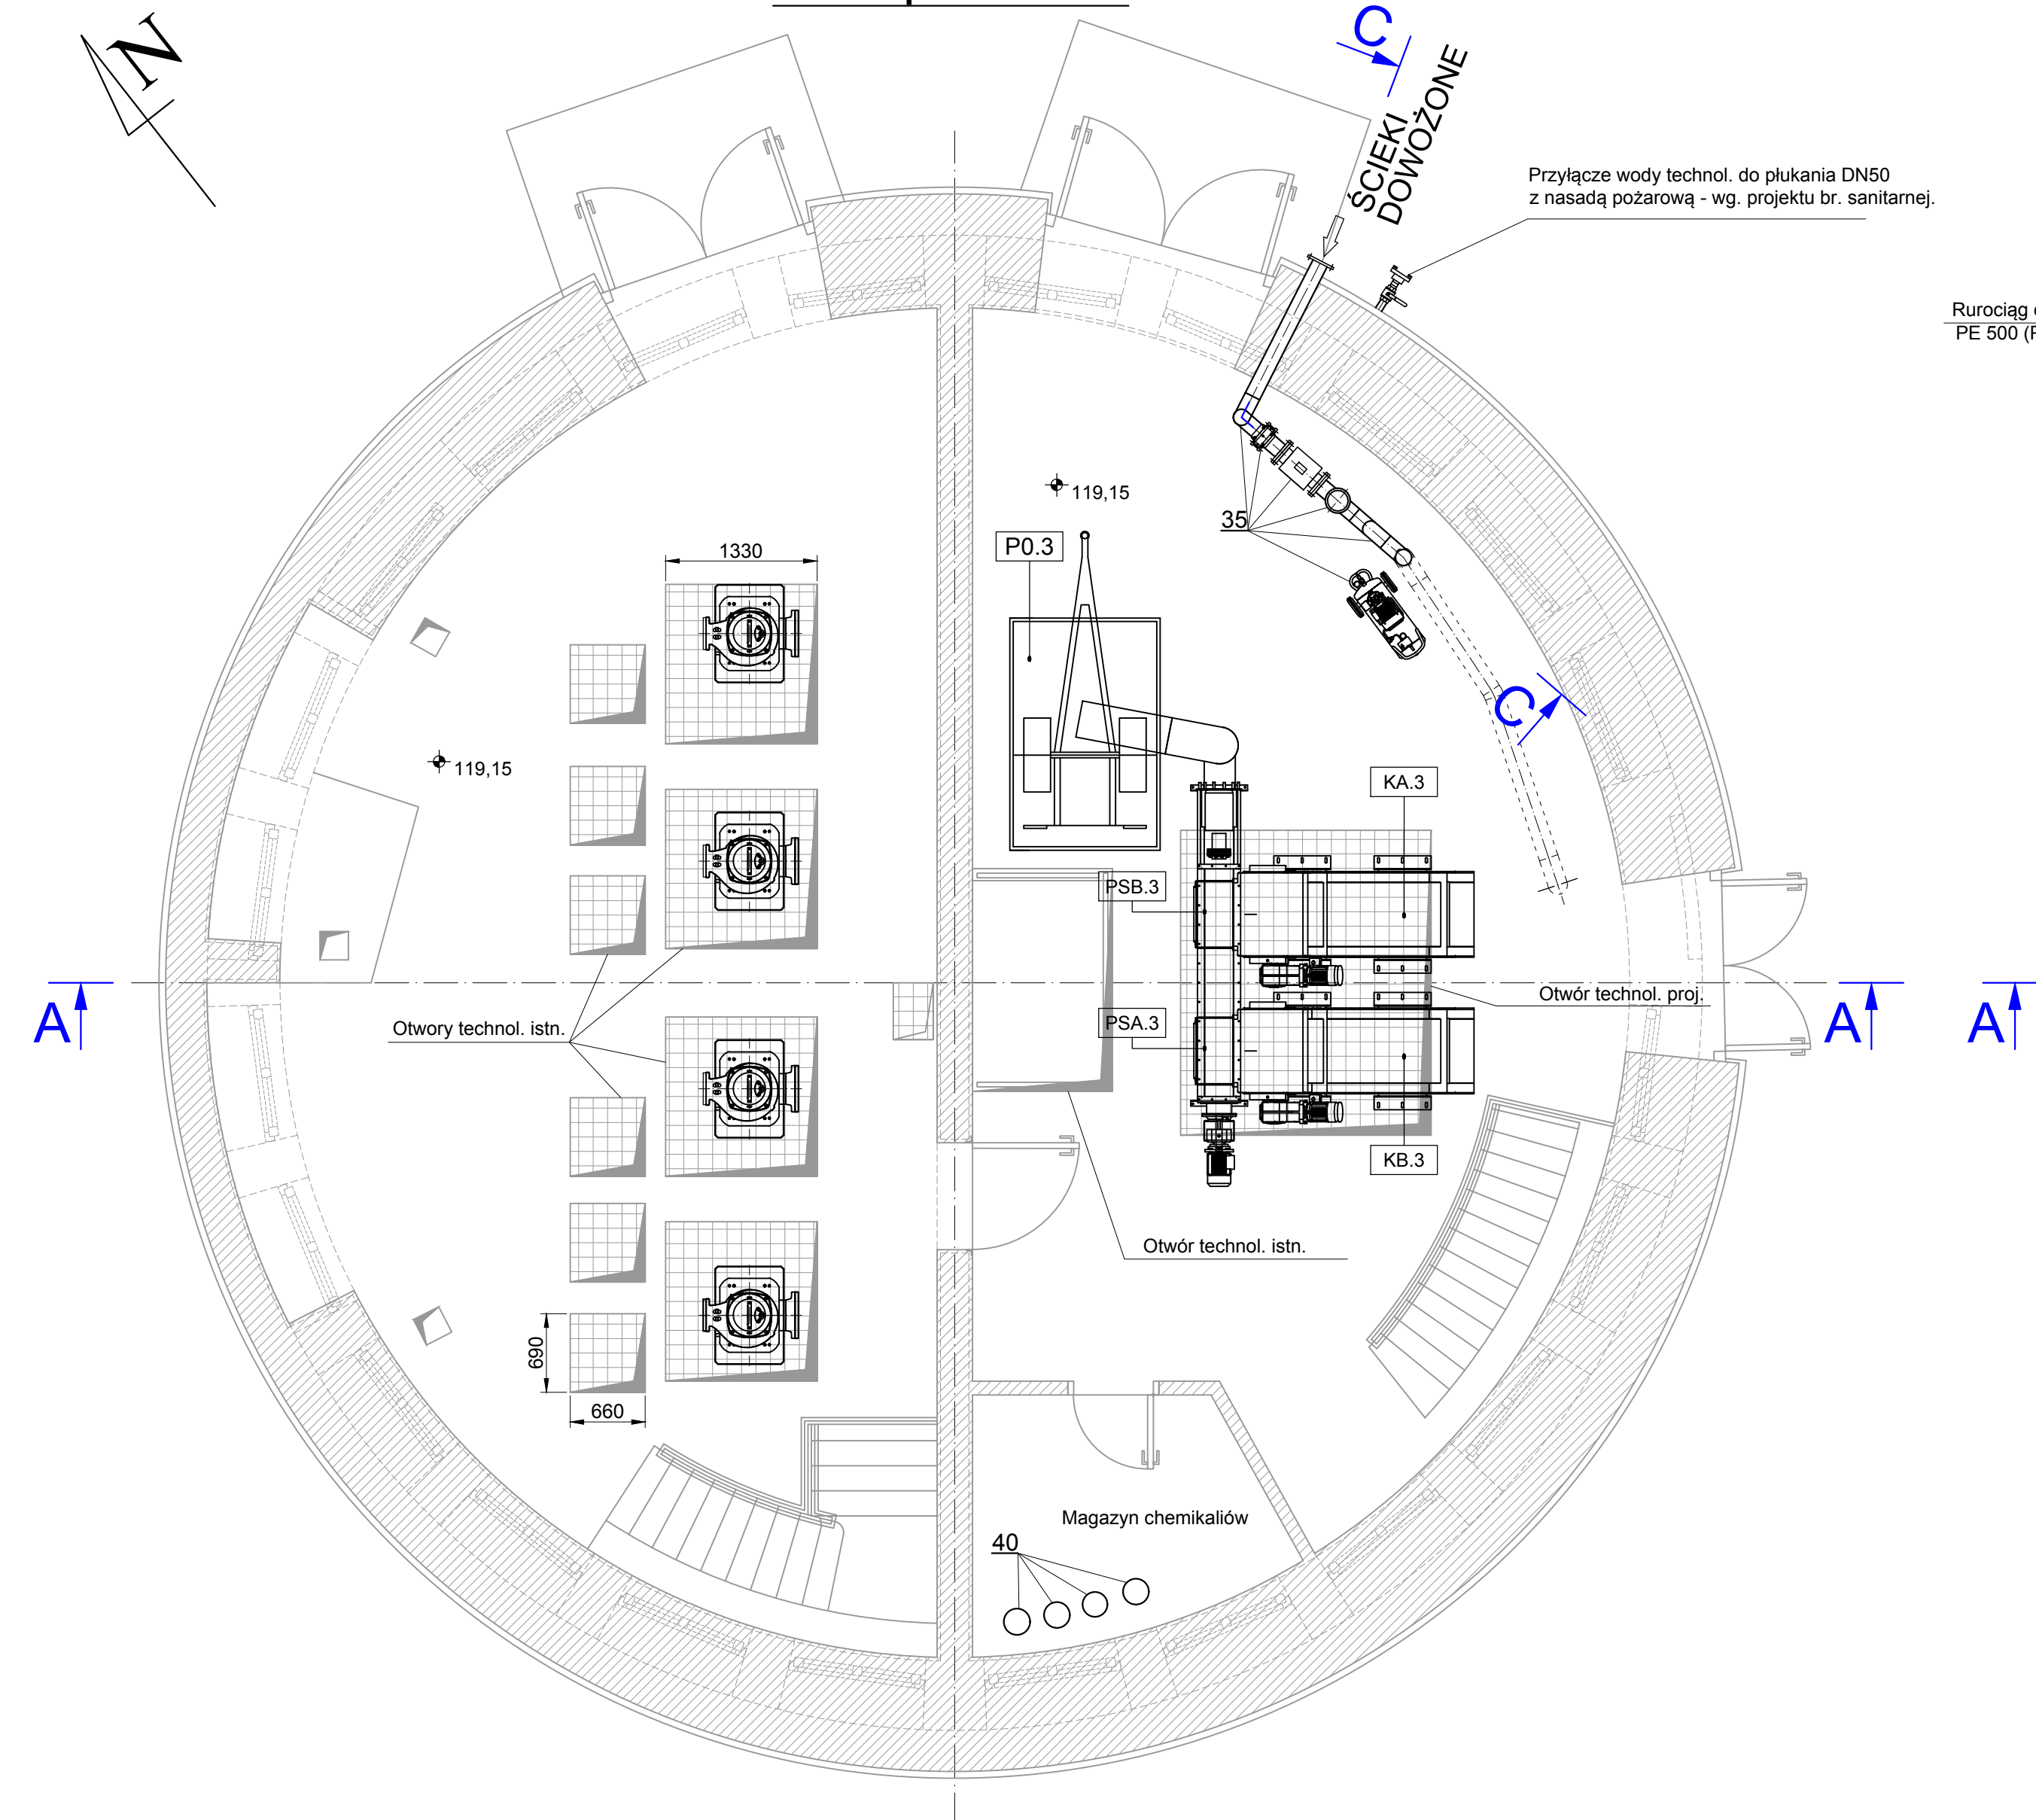 C
N
ŚCIEKI
DOWOŻONE
Przyłącze wody technol. do płukania DN50
z nasadą pożarową - wg. projektu br. sanitarnej.
Rurociąg
PE 500
119,15
35
P0.3
1330
C
119,15
KA.3
PSB.3
Otwór technol. proj.
A
A
A
PSA.3
Otwory technol. istn.
KB.3
Otwór technol. istn.
690
660
Magazyn chemikaliów
40